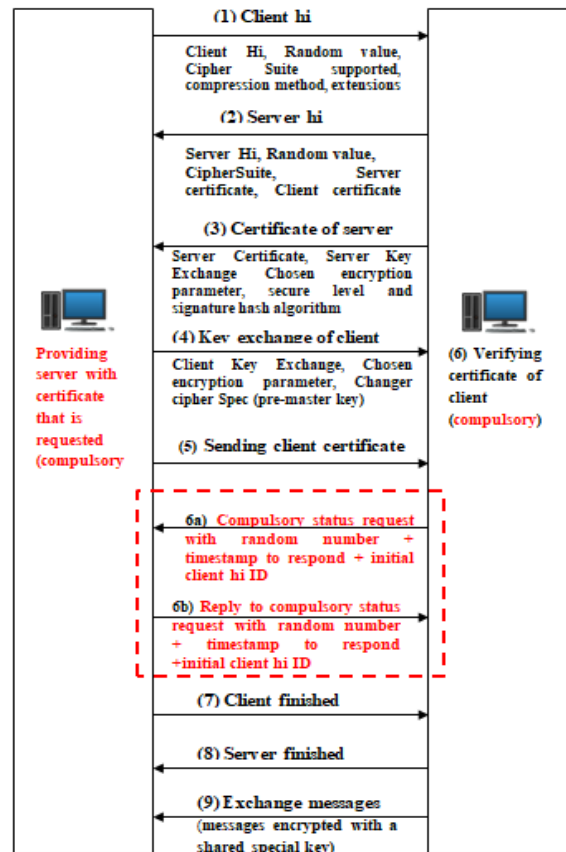 (1) Client hi
Client Hi, Random value,
Cipher Suite supported,
compression method, extensions
(2) Server hi
Server Hi, Random value,
CipherSuite, Server
certificate, Client certificate
(3) Certificate of server
Server Certificate, Server Key
Exchange Chosen encryption
parameter, secure level and
signature hash algorithm
(4) Key exchange of client
Client Key Exchange, Chosen
encryption parameter, Changer
cipher Spec (pre-master key)
Providing
server with
certificate
that is
requested
(compulsory
(6) Verifying
certificate of
client
(compulsory)
(5) Sending client certificate
6a) Compulsory status request
with random number +
timestamp to respond + initial
client hi ID
6b) Reply to compulsory status
request with random number
+ timestamp to respond
+initial client hi ID
(7) Client finished
(8) Server finished
(9) Exchange messages
(messages encrypted with a
shared special key)